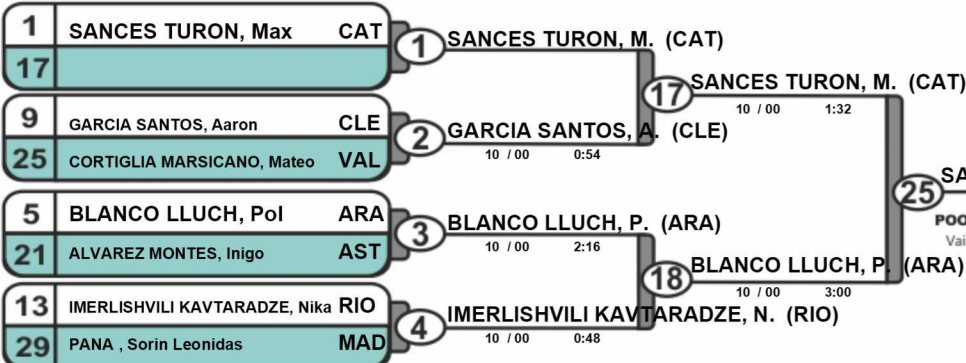 1 SANCES TURON, Max CAT
17
1 SANCES TURON, M. (CAT)
9 GARCIA SANTOS, Aaron CLE
25 CORTIGLIA MARSICANO, Mateo VAL
2 GARCIA SANTOS, A. (CLE)
10 / 00 0:54
17 SANCES TURON, M. (CAT)
10 / 00 1:32
5 BLANCO LLUCH, Pol ARA
21 ALVAREZ MONTES, Inigo AST
3 BLANCO LLUCH, P. (ARA)
10 / 00 2:16
13 IMERLISHVILI KAVTARADZE, Nika RIO
29 PANA , Sorin Leonidas MAD
4 IMERLISHVILI KAVTARADZE, N. (RIO)
10 / 00 0:48
18 BLANCO LLUCH, P. (ARA)
10 / 00 3:00
25 SA
POO
Vai